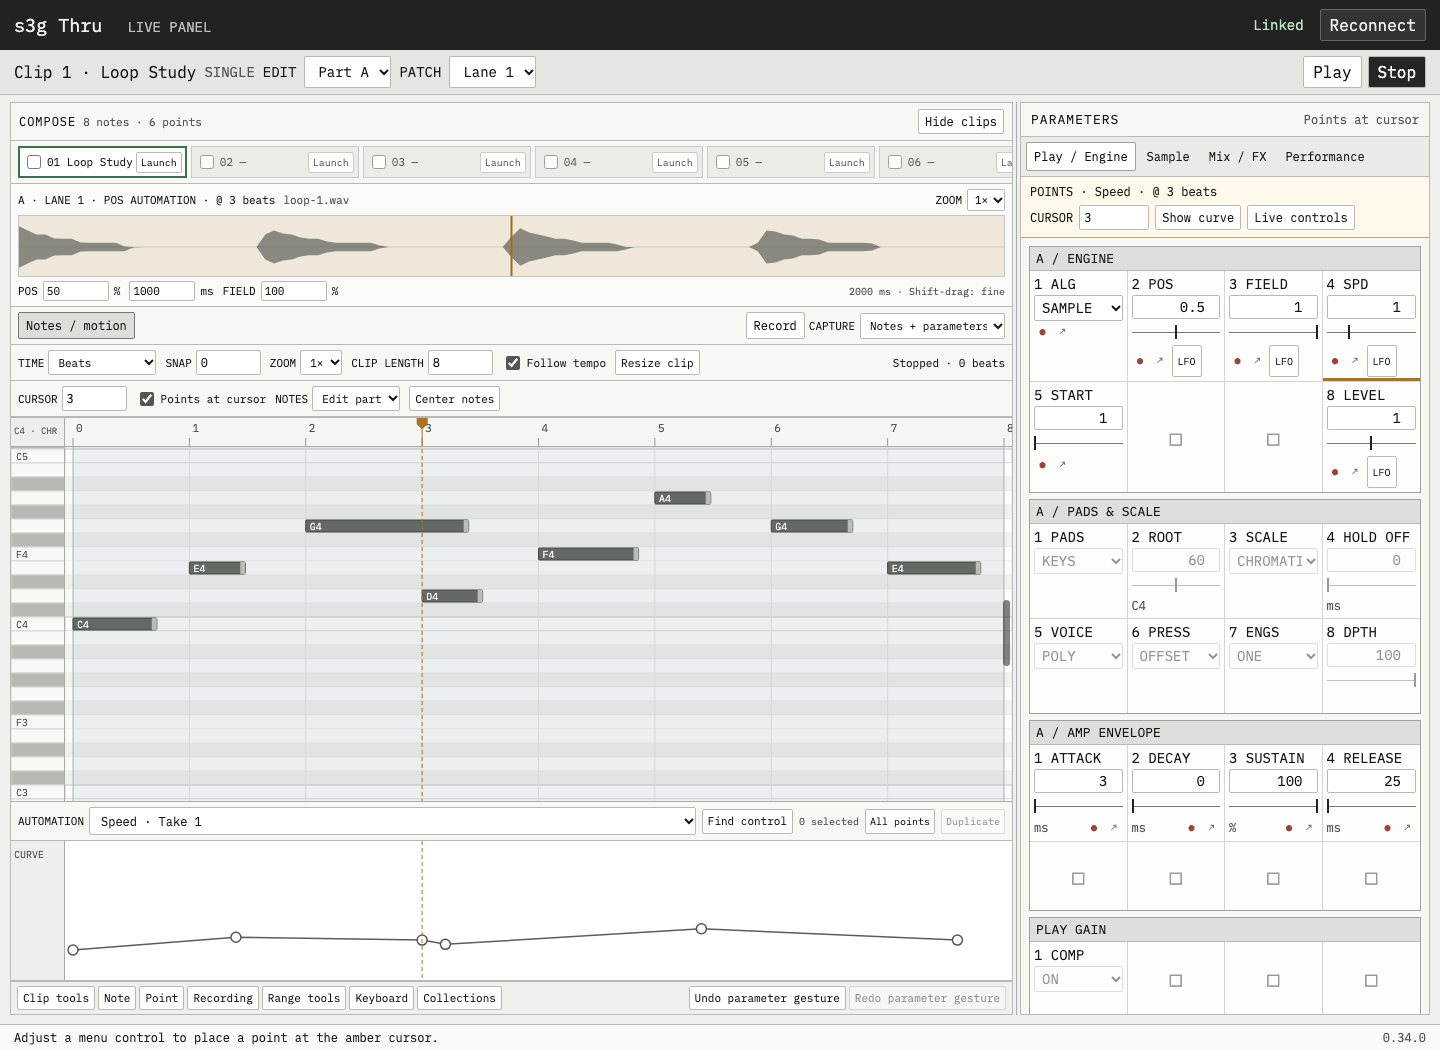 s3g Thru LIVE PANEL Linked Reconnect
Clip 1 · Loop Study SINGLE EDIT Part A PATCH Lane 1 Play Stop
COMPOSE 8 notes · 6 points Hide clips
01 Loop Study Launch 02 — Launch 03 — Launch 04 — Launch 05 — Launch 06 — La
A · LANE 1 · POS AUTOMATION · @ 3 beats loop-1.wav ZOOM 1×
POS 50 % 1000 ms FIELD 100 % 2000 ms · Shift-drag: fine
Notes / motion Record CAPTURE Notes + parameters
TIME Beats SNAP 0 ZOOM 1× CLIP LENGTH 8 Follow tempo Resize clip Stopped · 0 beats
CURSOR 3 Points at cursor NOTES Edit part Center notes
C4 · CHR 0 1 2 3 4 5 6 7 8
C5
A4
G4 G4
F4 F4
E4 E4
D4
C4 C4
F3
C3
AUTOMATION Speed · Take 1 Find control 0 selected All points Duplicate
CURVE
Clip tools Note Point Recording Range tools Keyboard Collections Undo parameter gesture Redo parameter gesture
PARAMETERS Points at cursor
Play / Engine Sample Mix / FX Performance
POINTS · Speed · @ 3 beats
CURSOR 3 Show curve Live controls
A / ENGINE
1 ALG 2 POS 3 FIELD 4 SPD
SAMPLE 0.5 1 1
LFO LFO LFO
5 START 8 LEVEL
1 1
LFO
A / PADS & SCALE
1 PADS 2 ROOT 3 SCALE 4 HOLD OFF
KEYS 60 CHROMATI 0
C4 ms
5 VOICE 6 PRESS 7 ENGS 8 DPTH
POLY OFFSET ONE 100
A / AMP ENVELOPE
1 ATTACK 2 DECAY 3 SUSTAIN 4 RELEASE
3 0 100 25
ms ms % ms
PLAY GAIN
1 COMP
ON
Adjust a menu control to place a point at the amber cursor. 0.34.0